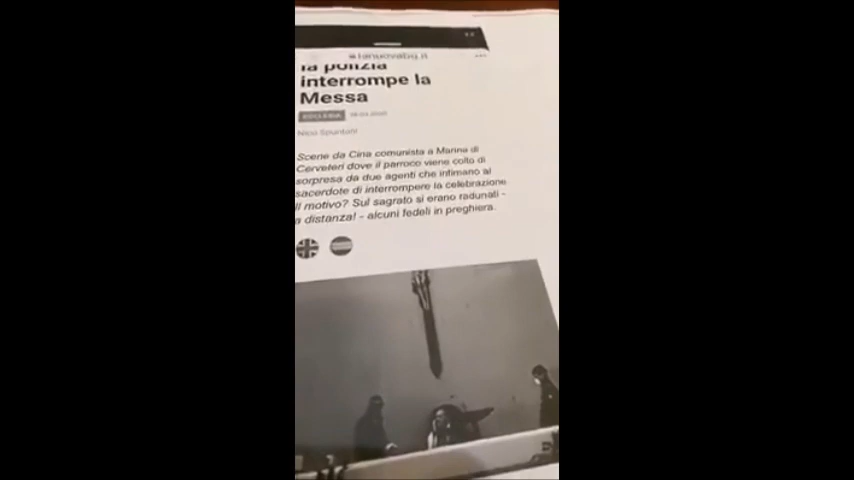 la polizia
interrompe la
Messa
Nico Spuntoni
Scene da Cina comunista a Marina di
Cerveteri dove il parroco viene colto di
sorpresa da due agenti che intimano al
sacerdote di interrompere la celebrazione
Il motivo? Sul sagrato si erano radunati -
a distanza! - alcuni fedeli in preghiera.